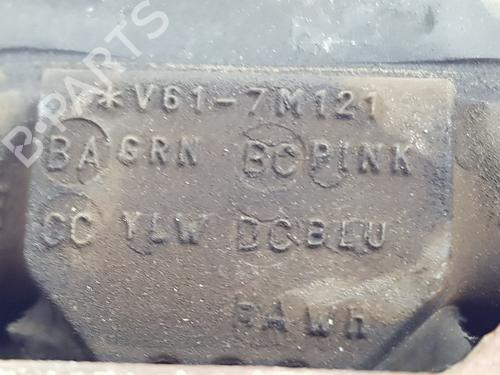 B-PARTS
**V61-7M121
BA GRN BC PINK
CC YLW DC BLU
EA Wh